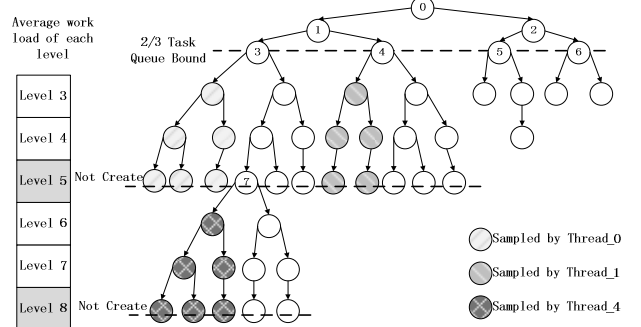 Average work
load of each
level
2/3 Task
Queue Bound
0
1
2
3
4
5
6
Level 3
Level 4
Level 5
Not Create
7
Level 6
Level 7
Level 8
Not Create
Sampled by Thread_0
Sampled by Thread_1
Sampled by Thread_4